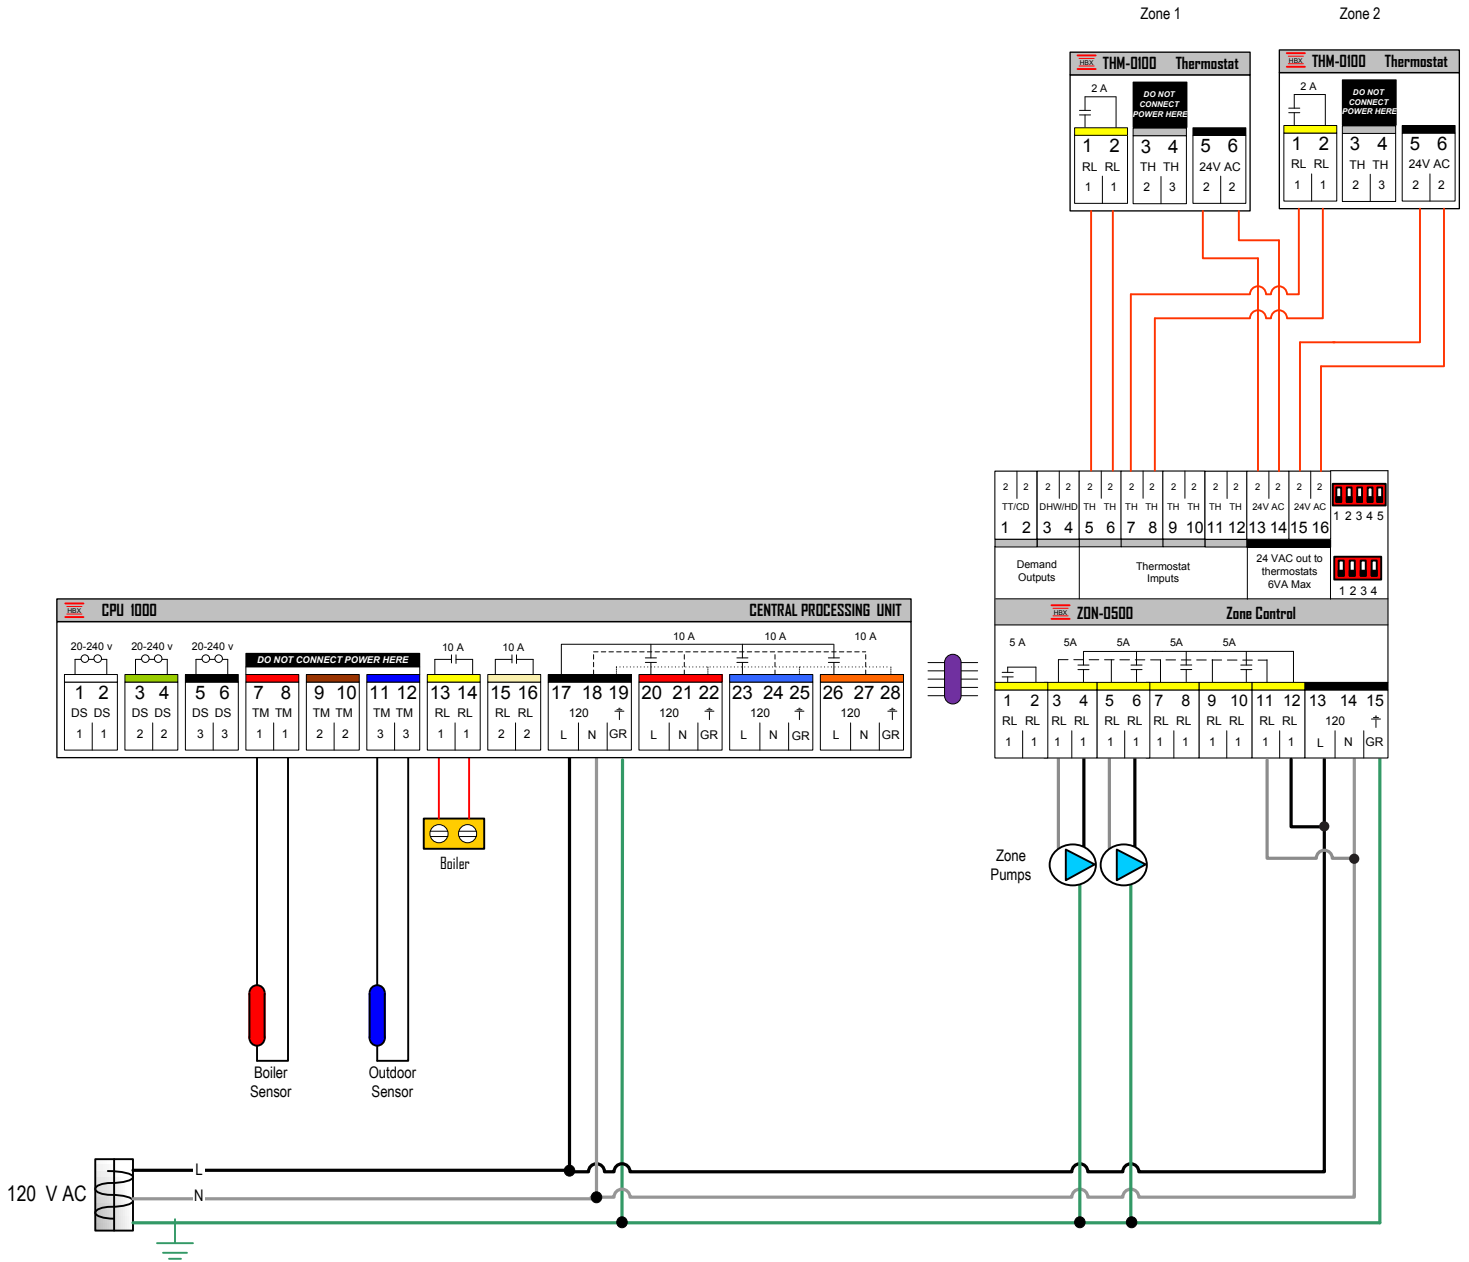 Zone 1 Zone 2
HBX THM-0100 Thermostat
2 A
DO NOT
CONNECT
POWER HERE
1 2 3 4 5 6
RL RL TH TH 24V AC
1 1 2 3 2 2
HBX THM-0100 Thermostat
2 A
DO NOT
CONNECT
POWER HERE
1 2 3 4 5 6
RL RL TH TH 24V AC
1 1 2 3 2 2
2 2 2 2 2 2 2 2 2 2 2 2 2 2 2 2
TT/CD DHW/HD TH TH TH TH TH TH TH TH 24V AC 24V AC
1 2 3 4 5 6 7 8 9 10 11 12 13 14 15 16
1 2 3 4 5
Demand
Outputs
Thermostat
Imputs
24 VAC out to
thermostats
6VA Max
1 2 3 4
HBX ZON-0500 Zone Control
5 A 5A 5A 5A 5A
1 2 3 4 5 6 7 8 9 10 11 12 13 14 15
RL RL RL RL RL RL RL RL RL RL RL RL 120
1 1 1 1 1 1 1 1 1 1 1 1 L N GR
HBX CPU 1000 CENTRAL PROCESSING UNIT
20-240 v 20-240 v 20-240 v 10 A 10 A 10 A 10 A 10 A
DO NOT CONNECT POWER HERE
1 2 3 4 5 6 7 8 9 10 11 12 13 14 15 16 17 18 19 20 21 22 23 24 25 26 27 28
DS DS DS DS DS DS TM TM TM TM TM TM RL RL RL RL 120 120 120 120
1 1 2 2 3 3 1 1 2 2 3 3 1 1 2 2 L N GR L N GR L N GR L N GR
Boiler
Zone
Pumps
Boiler
Sensor
Outdoor
Sensor
120 V AC
L
N